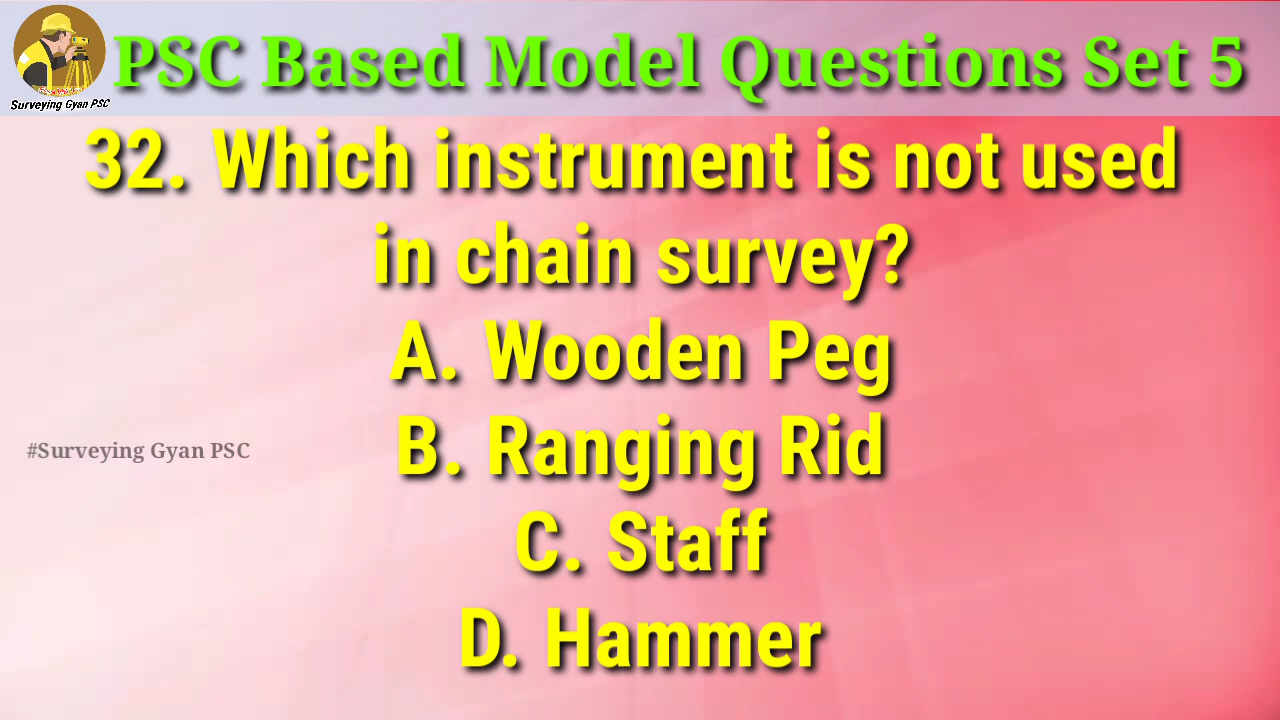 PSC Based Model Questions Set 5
Surveying Gyan PSC
32. Which instrument is not used
in chain survey?
A. Wooden Peg
B. Ranging Rid
#Surveying Gyan PSC
C. Staff
D. Hammer